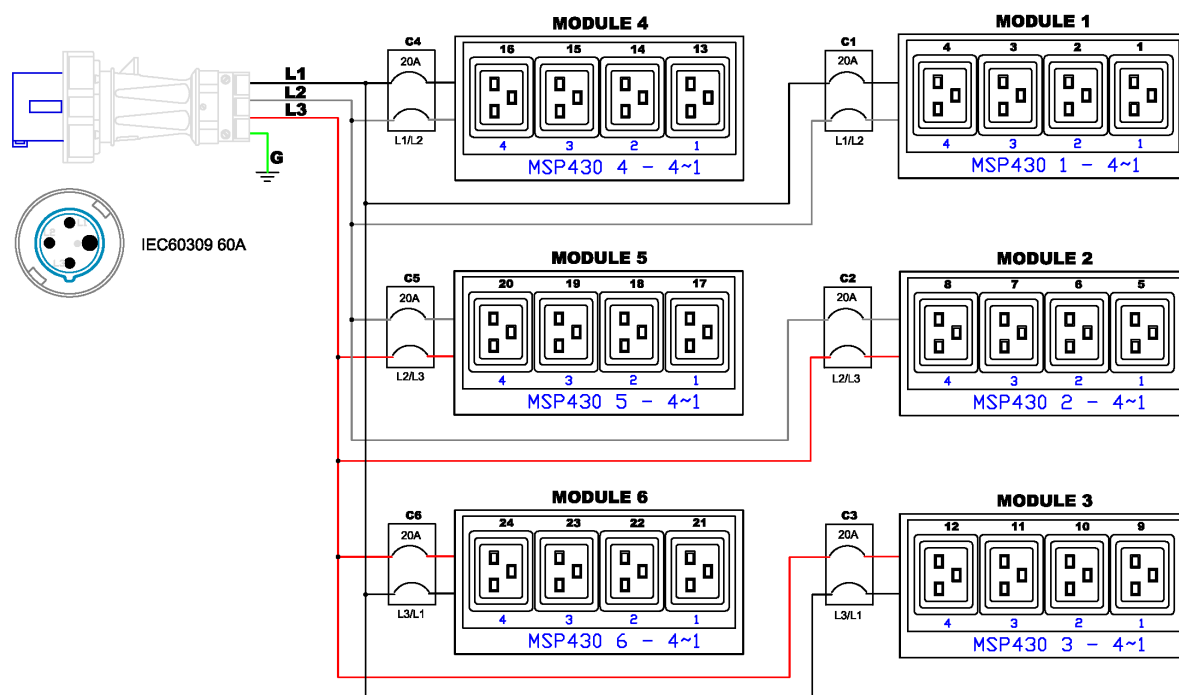 MODULE 4
C4
20A
L1/L2
16 15 14 13
4 3 2 1
MSP430 4 - 4~1
MODULE 1
C1
20A
L1/L2
4 3 2 1
4 3 2 1
MSP430 1 - 4~1
L1
L2
L3
G
IEC60309 60A
MODULE 5
C5
20A
L2/L3
20 19 18 17
4 3 2 1
MSP430 5 - 4~1
MODULE 2
C2
20A
L2/L3
8 7 6 5
4 3 2 1
MSP430 2 - 4~1
MODULE 6
C6
20A
L3/L1
24 23 22 21
4 3 2 1
MSP430 6 - 4~1
MODULE 3
C3
20A
L3/L1
12 11 10 9
4 3 2 1
MSP430 3 - 4~1